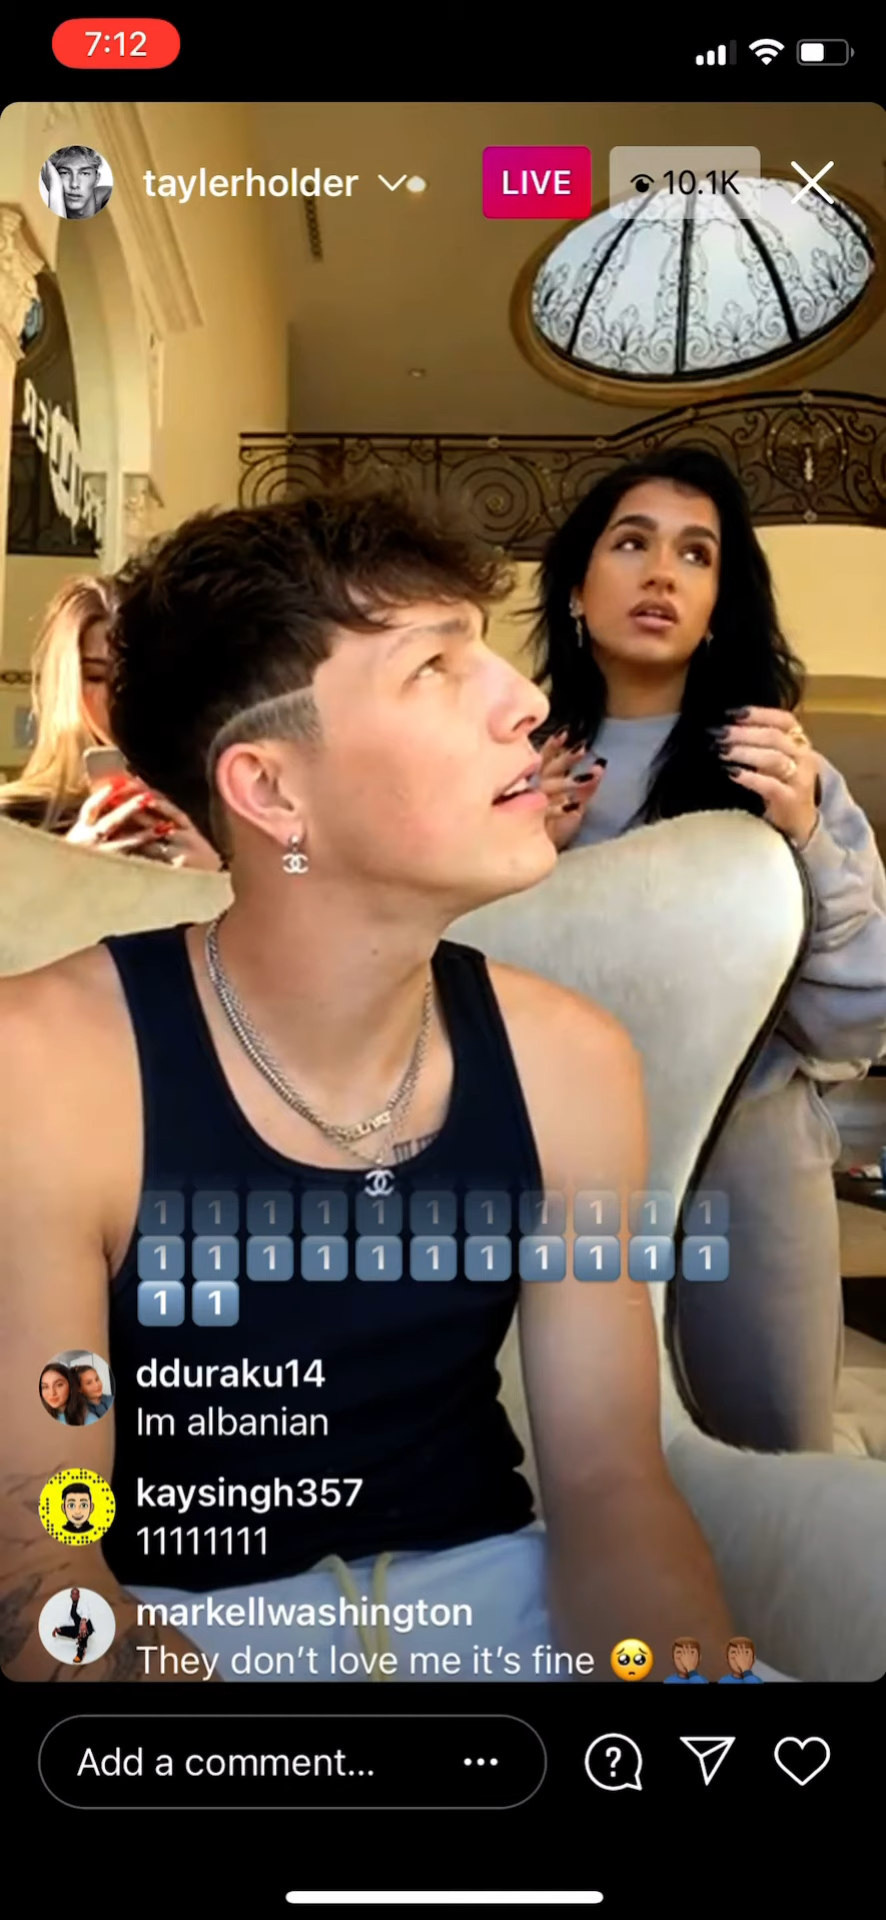 7:12
taylerholder
LIVE
10.1K
1 1 1 1 1 1 1 1 1 1 1
1 1 1 1 1 1 1 1 1 1 1
1 1
dduraku14
Im albanian
kaysingh357
11111111
markellwashington
They don’t love me it’s fine 🥺 🤦🏾‍♂️ 🤦🏾‍♂️
Add a comment...